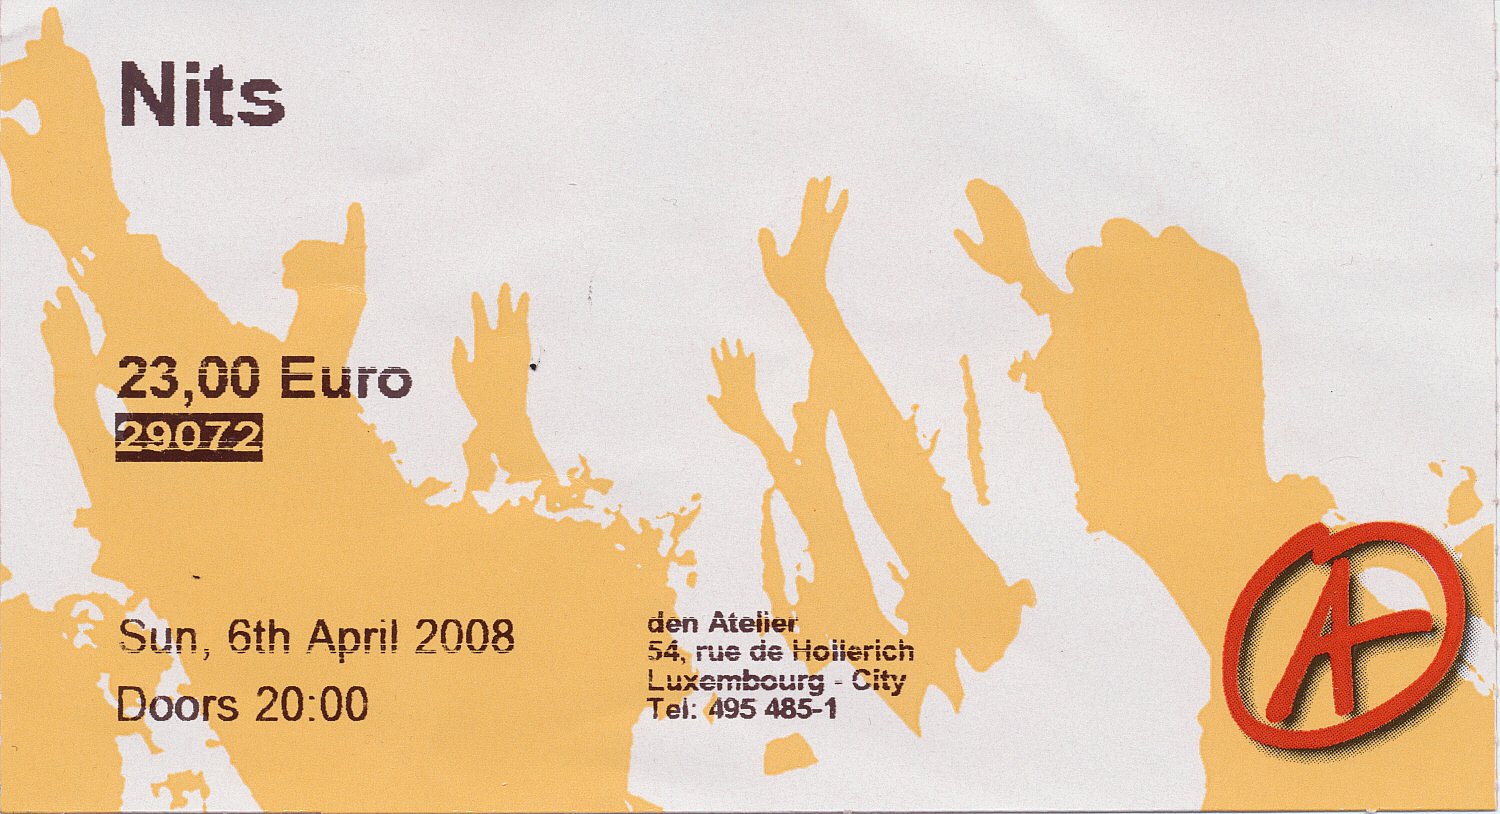 Nits
23,00 Euro
29072
Sun, 6th April 2008
Doors 20:00
den Atelier
54, rue de Hollerich
Luxembourg - City
Tel: 495 485-1
A